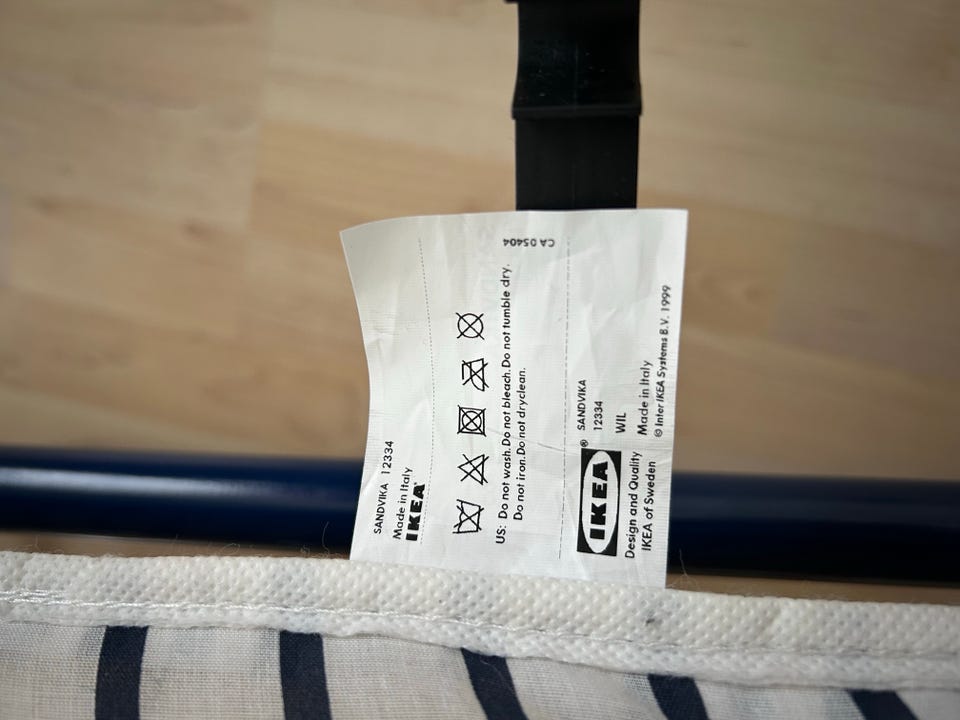 SANDVIKA 12334
Made in Italy
IKEA®
US: Do not wash.Do not bleach.Do not tumble dry.
Do not iron.Do not dryclean.
CA 05404
IKEA®
SANDVIKA
12334
WIL
Design and Quality
IKEA of Sweden
Made in Italy
© Inter IKEA Systems B.V. 1999